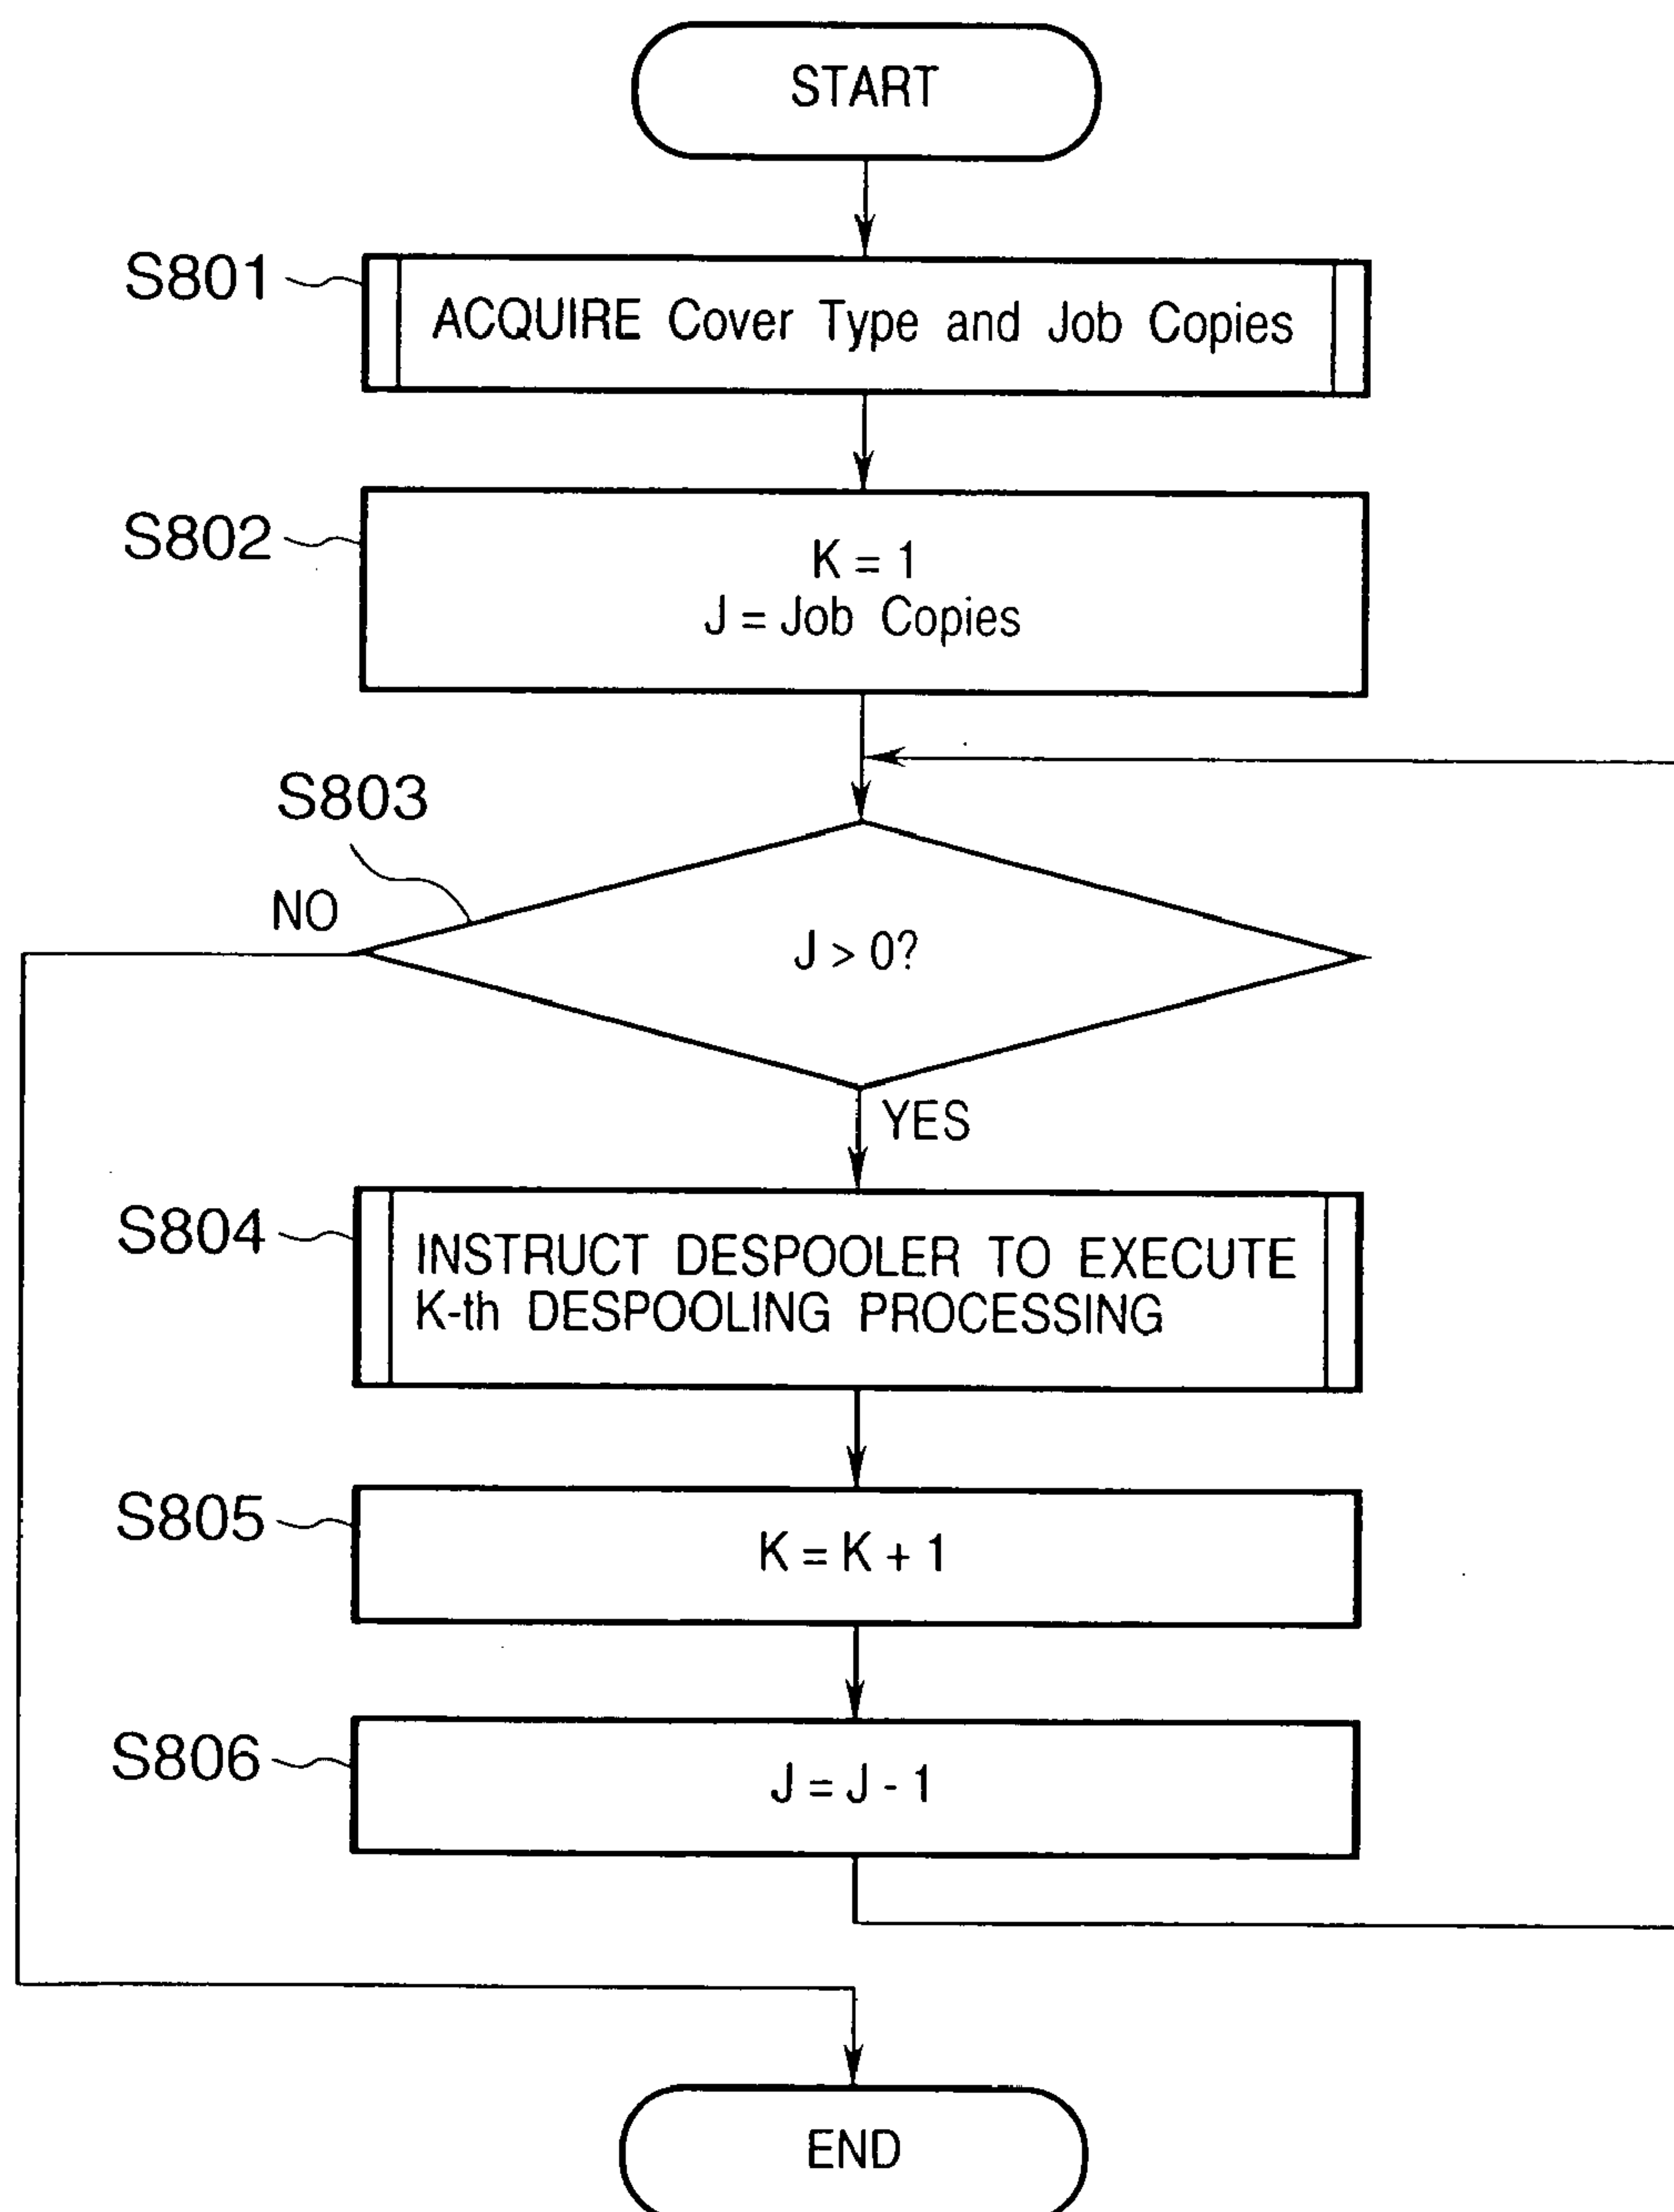 START
S801
ACQUIRE Cover Type and Job Copies
S802
K = 1
J = Job Copies
S803
NO
J > 0?
YES
S804
INSTRUCT DESPOOLER TO EXECUTE
K-th DESPOOLING PROCESSING
S805
K = K + 1
S806
J = J - 1
END